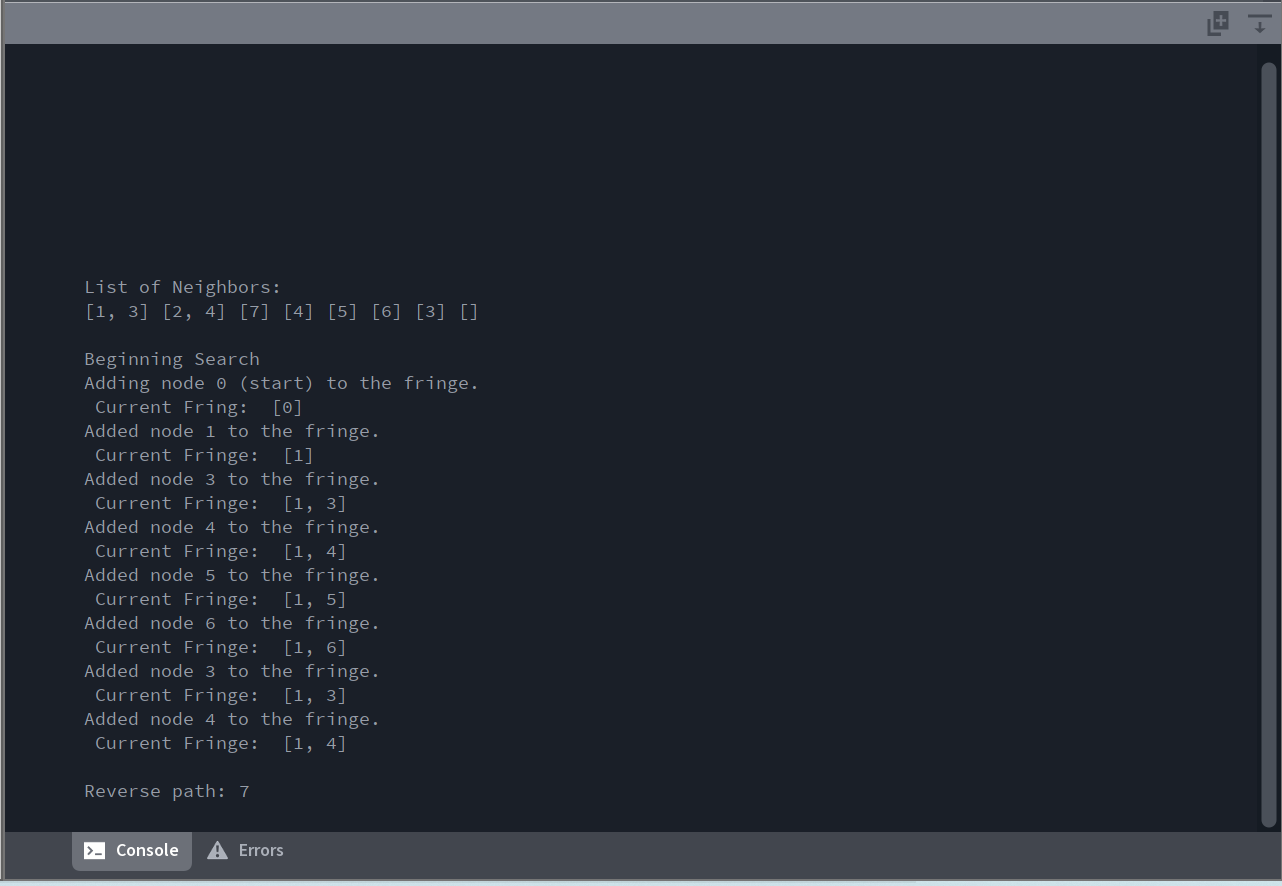 List of Neighbors:
[1, 3] [2, 4] [7] [4] [5] [6] [3] []
Beginning Search
Adding node 0 (start) to the fringe.
Current Fring:  [0]
Added node 1 to the fringe.
Current Fringe:  [1]
Added node 3 to the fringe.
Current Fringe:  [1, 3]
Added node 4 to the fringe.
Current Fringe:  [1, 4]
Added node 5 to the fringe.
Current Fringe:  [1, 5]
Added node 6 to the fringe.
Current Fringe:  [1, 6]
Added node 3 to the fringe.
Current Fringe:  [1, 3]
Added node 4 to the fringe.
Current Fringe:  [1, 4]
Reverse path: 7
Console Errors